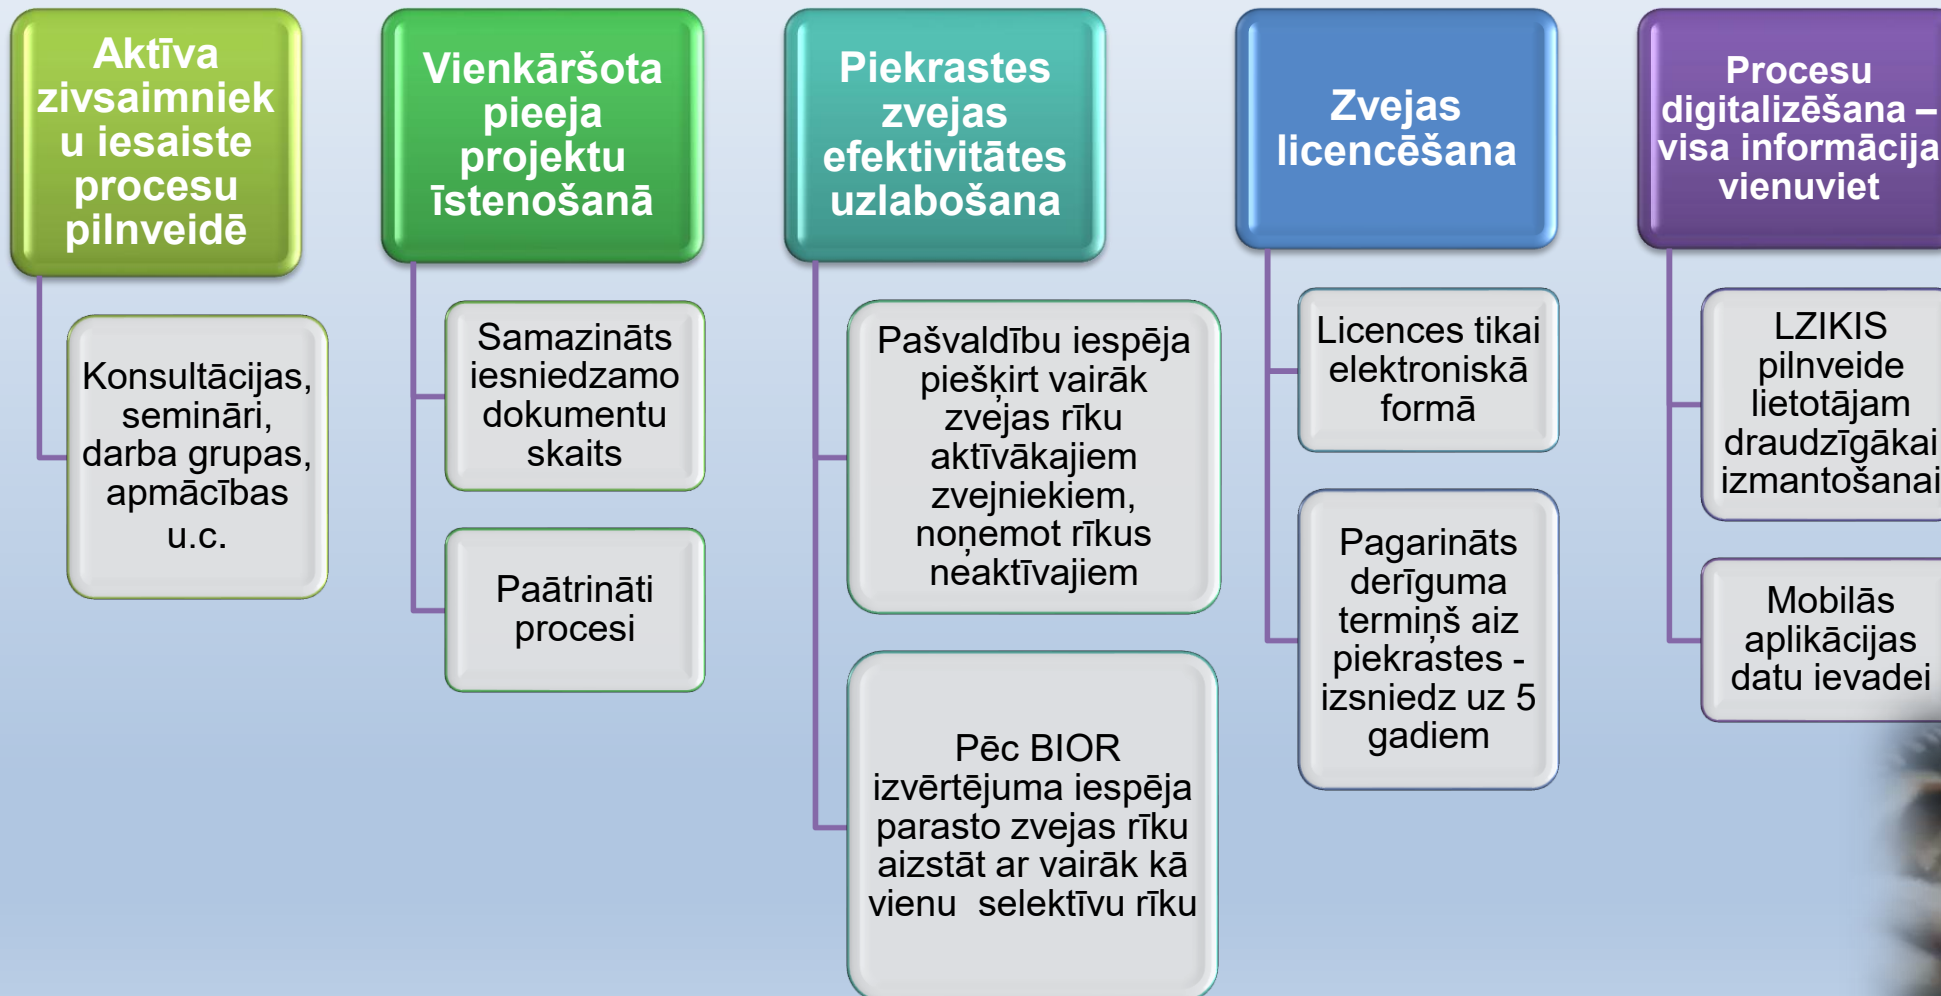 Aktīva
zivsaimniek
u iesaiste
procesu
pilnveidē
Konsultācijas,
semināri,
darba grupas,
apmācības
u.c.
Vienkāršota
pieeja
projektu
īstenošanā
Samazināts
iesniedzamo
dokumentu
skaits
Paātrināti
procesi
Piekrastes
zvejas
efektivitātes
uzlabošana
Pašvaldību iespēja
piešķirt vairāk
zvejas rīku
aktīvākajiem
zvejniekiem,
noņemot rīkus
neaktīvajiem
Pēc BIOR
izvērtējuma iespēja
parasto zvejas rīku
aizstāt ar vairāk kā
vienu  selektīvu rīku
Zvejas
licencēšana
Licences tikai
elektroniskā
formā
Pagarināts
derīguma
termiņš aiz
piekrastes -
izsniedz uz 5
gadiem
Procesu
digitalizēšana –
visa informācija
vienuviet
LZIKIS
pilnveide
lietotājam
draudzīgākai
izmantošanai
Mobilās
aplikācijas
datu ievadei